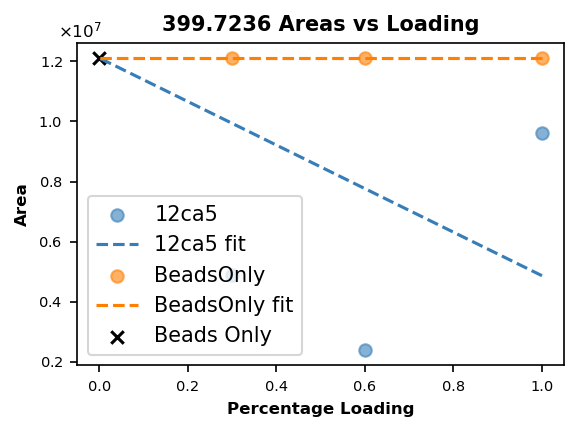 399.7236 Areas vs Loading
×10⁷
1.2
1.0
0.8
0.6
0.4
0.2
Area
12ca5
12ca5 fit
BeadsOnly
BeadsOnly fit
Beads Only
0.0 0.2 0.4 0.6 0.8 1.0
Percentage Loading